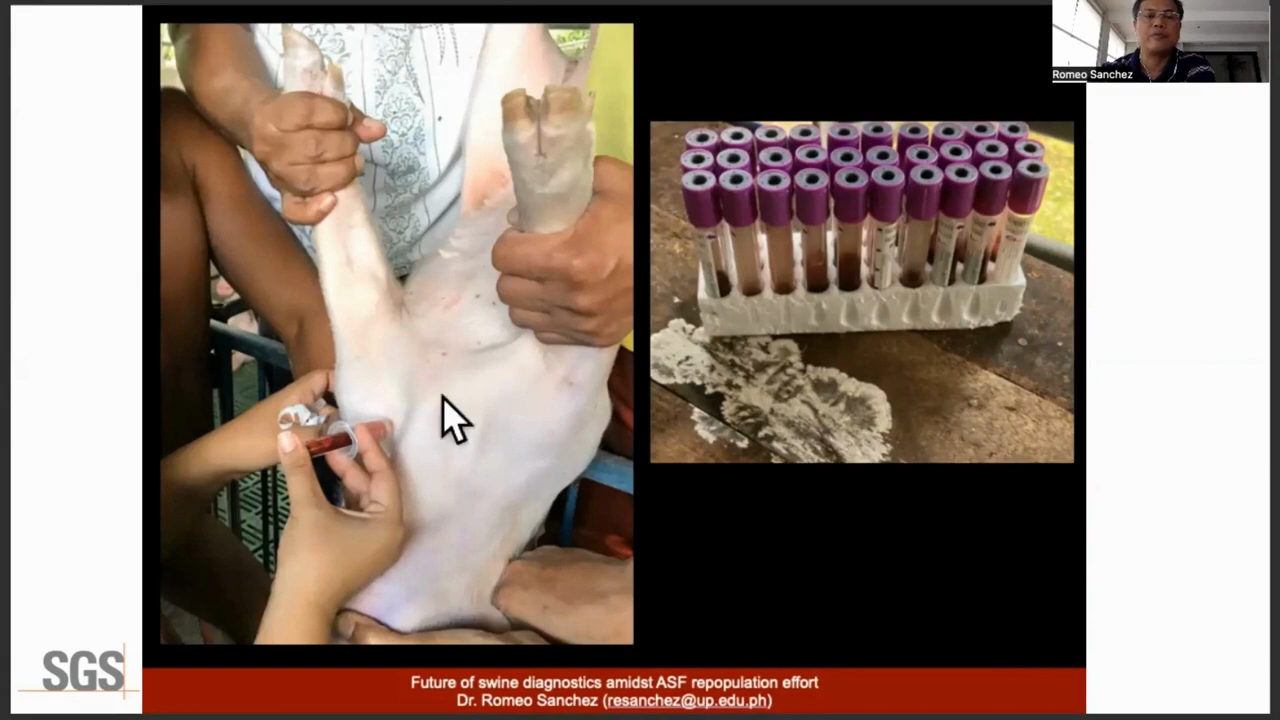 Romeo Sanchez
SGS
Future of swine diagnostics amidst ASF repopulation effort
Dr. Romeo Sanchez (resanchez@up.edu.ph)